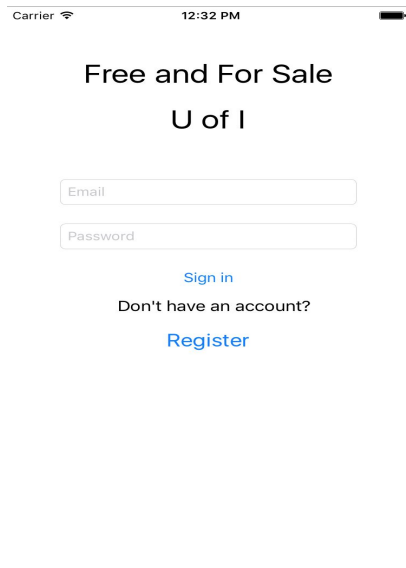 Carrier 12:32 PM
Free and For Sale
U of I
Email
Password
Sign in
Don't have an account?
Register